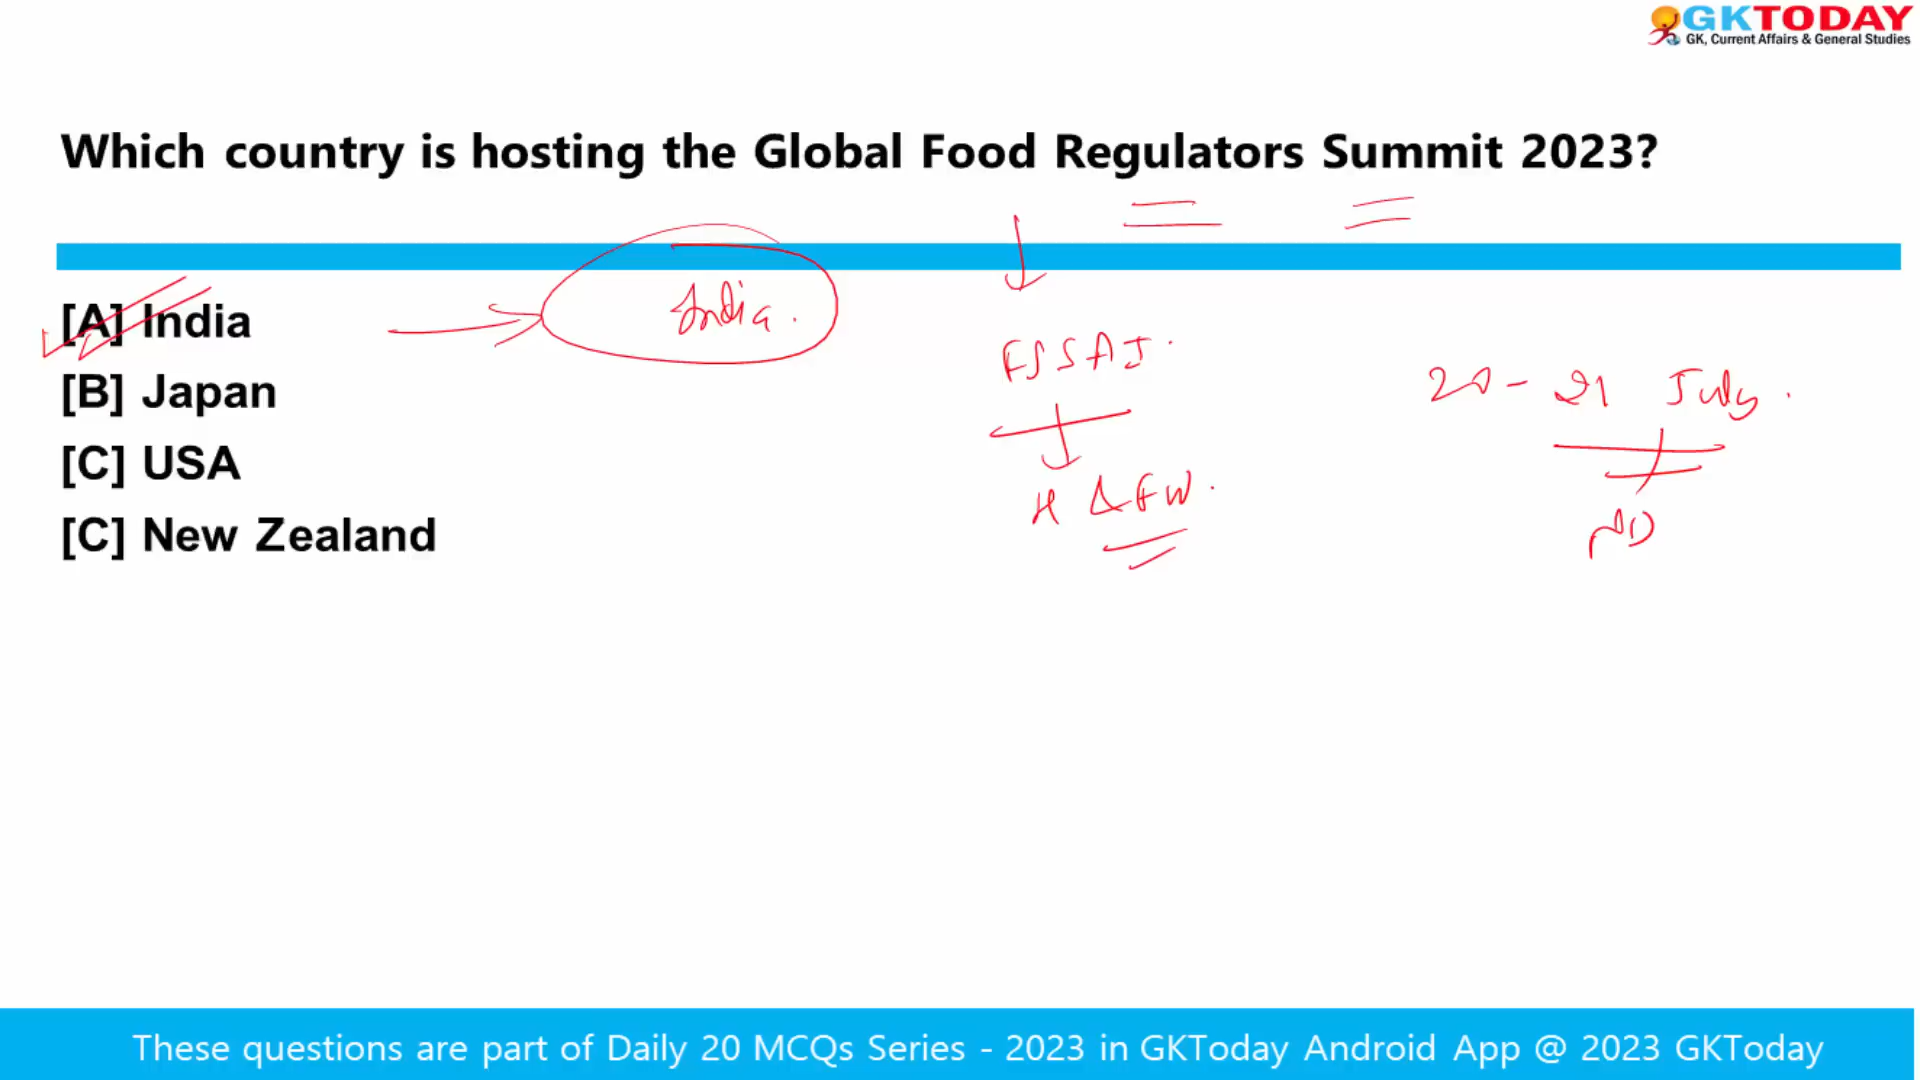 GKTODAY
GK, Current Affairs & General Studies
Which country is hosting the Global Food Regulators Summit 2023?
[A] India
India.
[B] Japan
[C] USA
[C] New Zealand
FSSAI.
H & FW.
20 - 21 July.
ND
These questions are part of Daily 20 MCQs Series - 2023 in GKToday Android App @ 2023 GKToday